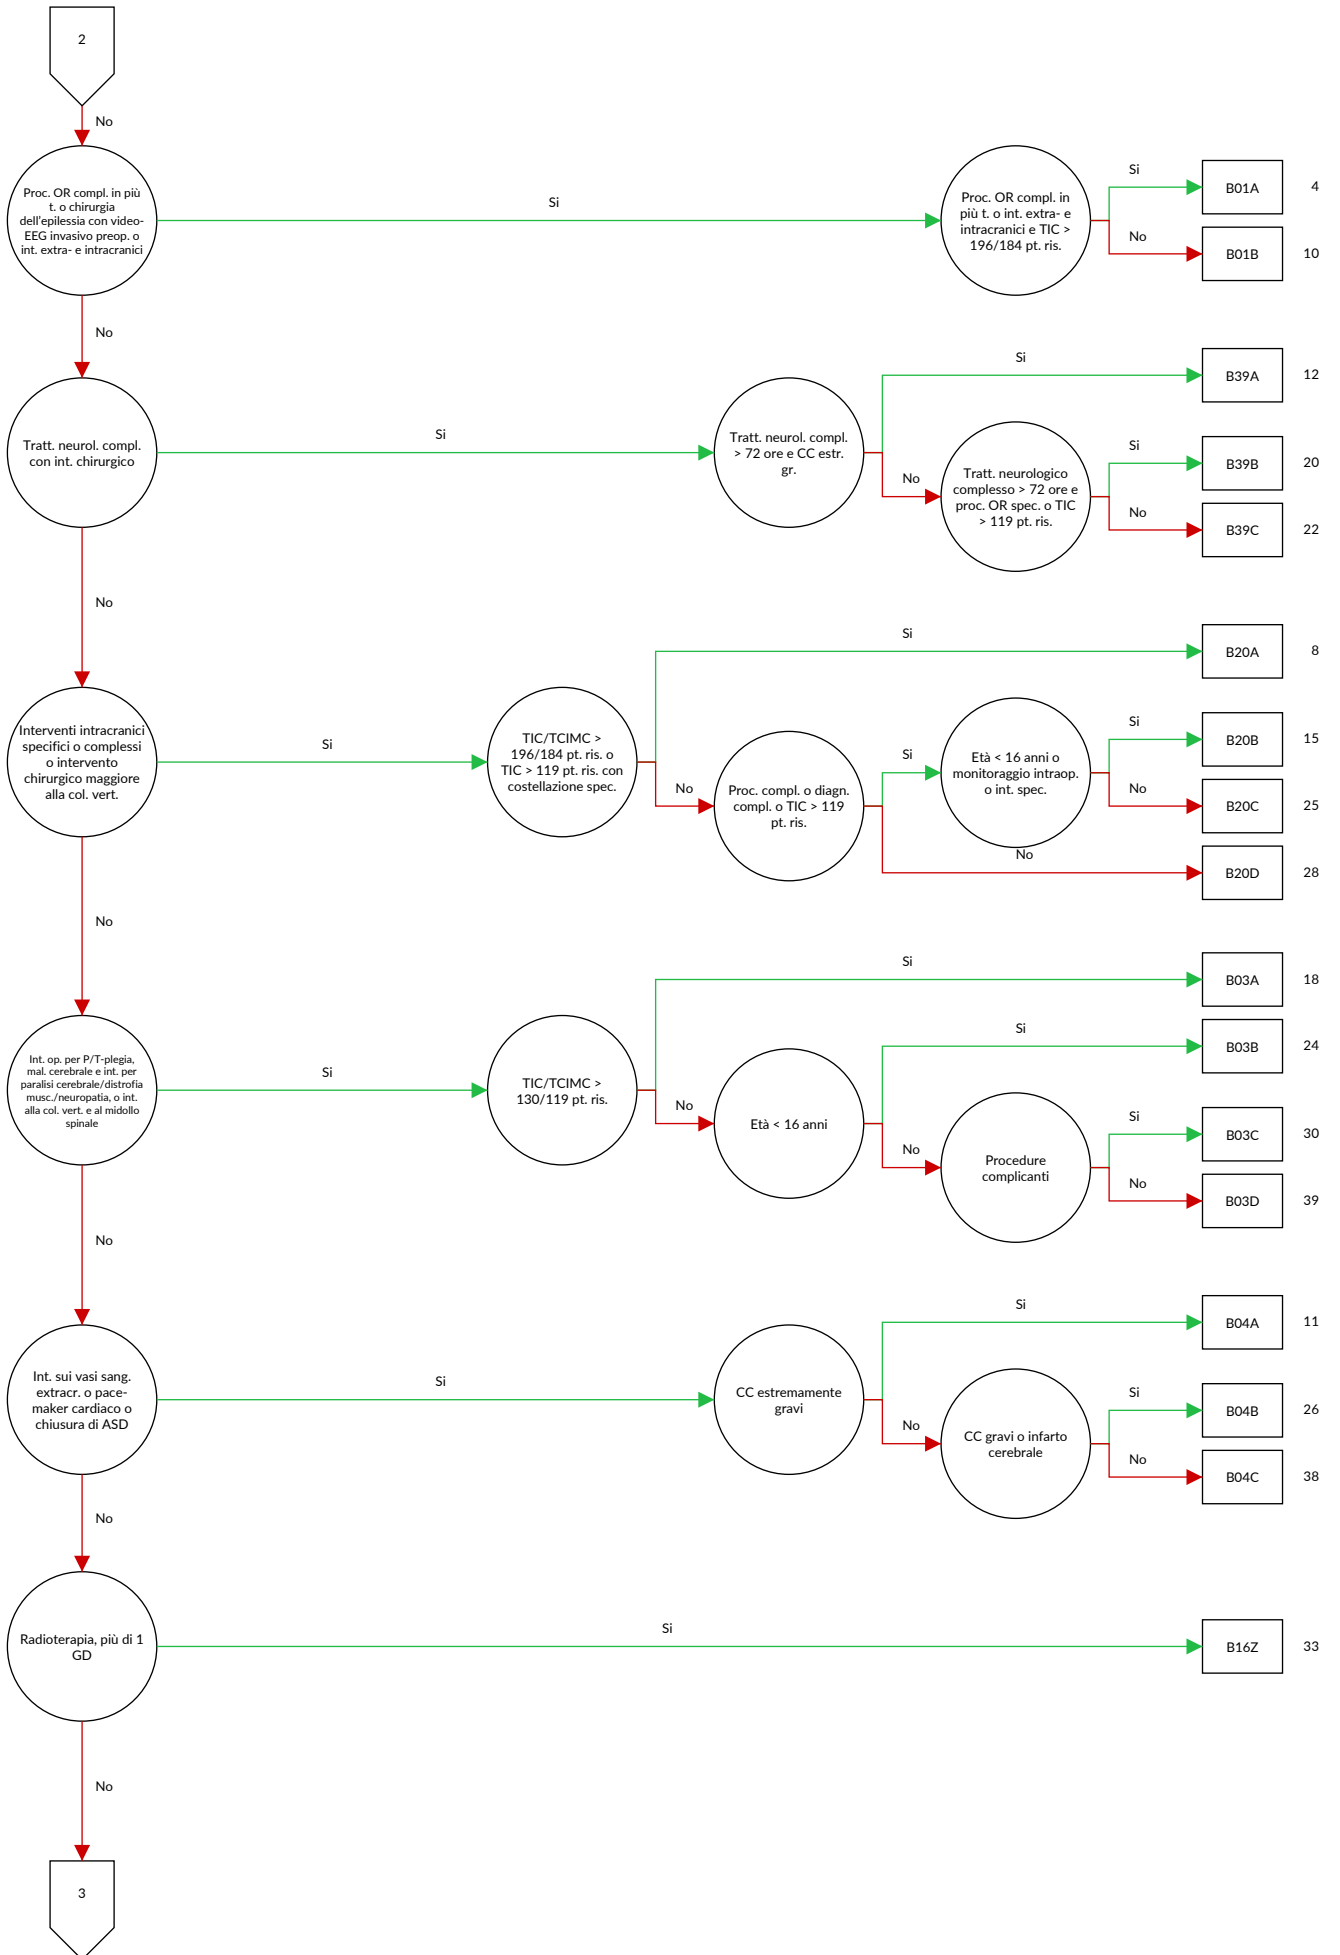 2
No
Proc. OR compl. in più
t. o chirurgia
dell'epilessia con video-
EEG invasivo preop. o
int. extra- e intracranici
Si
Proc. OR compl. in
più t. o int. extra- e
intracranici e TIC >
196/184 pt. ris.
Si
B01A
4
No
B01B
10
No
Tratt. neurol. compl.
con int. chirurgico
Si
Tratt. neurol. compl.
> 72 ore e CC estr.
gr.
Si
B39A
12
No
Tratt. neurologico
complesso > 72 ore e
proc. OR spec. o TIC
> 119 pt. ris.
Si
B39B
20
No
B39C
22
No
Interventi intracranici
specifici o complessi
o intervento
chirurgico maggiore
alla col. vert.
Si
TIC/TCIMC >
196/184 pt. ris. o
TIC > 119 pt. ris. con
costellazione spec.
Si
B20A
8
No
Proc. compl. o diagn.
compl. o TIC > 119
pt. ris.
Si
Età < 16 anni o
monitoraggio intraop.
o int. spec.
Si
B20B
15
No
B20C
25
No
B20D
28
No
Int. op. per P/T-plegia,
mal. cerebrale e int. per
paralisi cerebrale/distrofia
musc./neuropatia, o int.
alla col. vert. e al midollo
spinale
Si
TIC/TCIMC >
130/119 pt. ris.
Si
B03A
18
No
Età < 16 anni
Si
B03B
24
No
Procedure
complicanti
Si
B03C
30
No
B03D
39
No
Int. sui vasi sang.
extracr. o pace-
maker cardiaco o
chiusura di ASD
Si
CC estremamente
gravi
Si
B04A
11
No
CC gravi o infarto
cerebrale
Si
B04B
26
No
B04C
38
No
Radioterapia, più di 1
GD
Si
B16Z
33
No
3